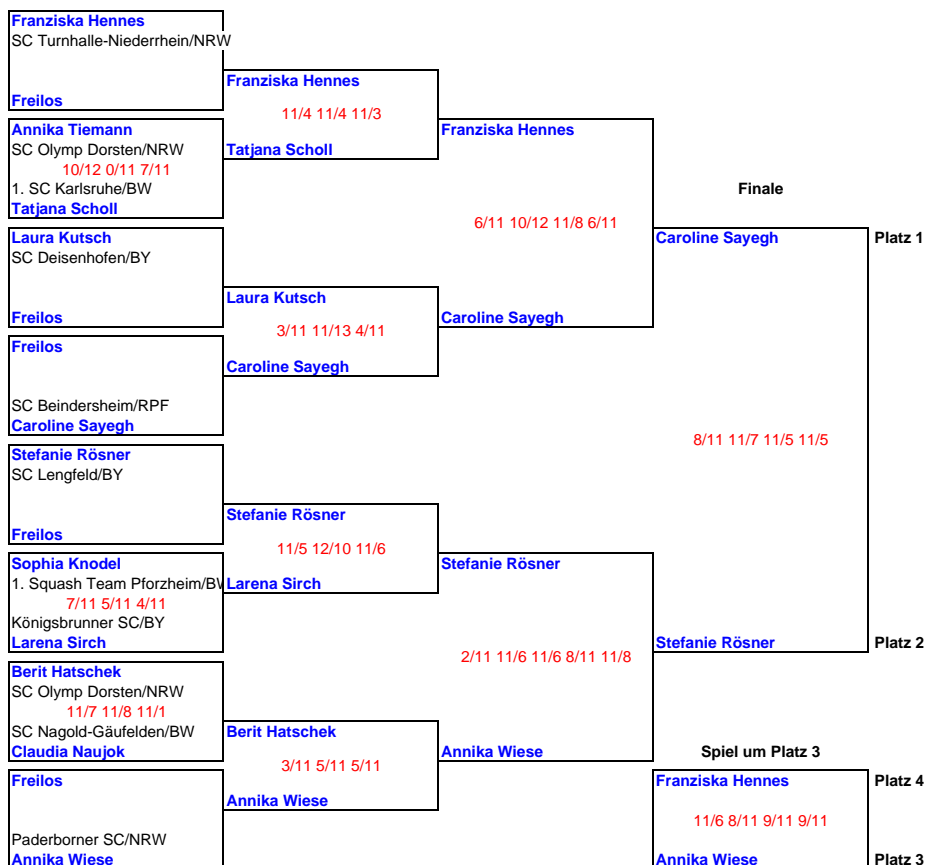 Franziska Hennes
SC Turnhalle-Niederrhein/NRW
Freilos
Annika Tiemann
SC Olymp Dorsten/NRW
10/12 0/11 7/11
1. SC Karlsruhe/BW
Tatjana Scholl
Laura Kutsch
SC Deisenhofen/BY
Freilos
Freilos
SC Beindersheim/RPF
Caroline Sayegh
Stefanie Rösner
SC Lengfeld/BY
Freilos
Sophia Knodel
1. Squash Team Pforzheim/BW
7/11 5/11 4/11
Königsbrunner SC/BY
Larena Sirch
Berit Hatschek
SC Olymp Dorsten/NRW
11/7 11/8 11/1
SC Nagold-Gäufelden/BW
Claudia Naujok
Freilos
Paderborner SC/NRW
Annika Wiese
Franziska Hennes
11/4 11/4 11/3
Tatjana Scholl
Laura Kutsch
3/11 11/13 4/11
Caroline Sayegh
Stefanie Rösner
11/5 12/10 11/6
Larena Sirch
Berit Hatschek
3/11 5/11 5/11
Annika Wiese
Franziska Hennes
6/11 10/12 11/8 6/11
Caroline Sayegh
Stefanie Rösner
2/11 11/6 11/6 8/11 11/8
Annika Wiese
Finale
Caroline Sayegh
Platz 1
8/11 11/7 11/5 11/5
Stefanie Rösner
Platz 2
Spiel um Platz 3
Franziska Hennes
Platz 4
11/6 8/11 9/11 9/11
Annika Wiese
Platz 3